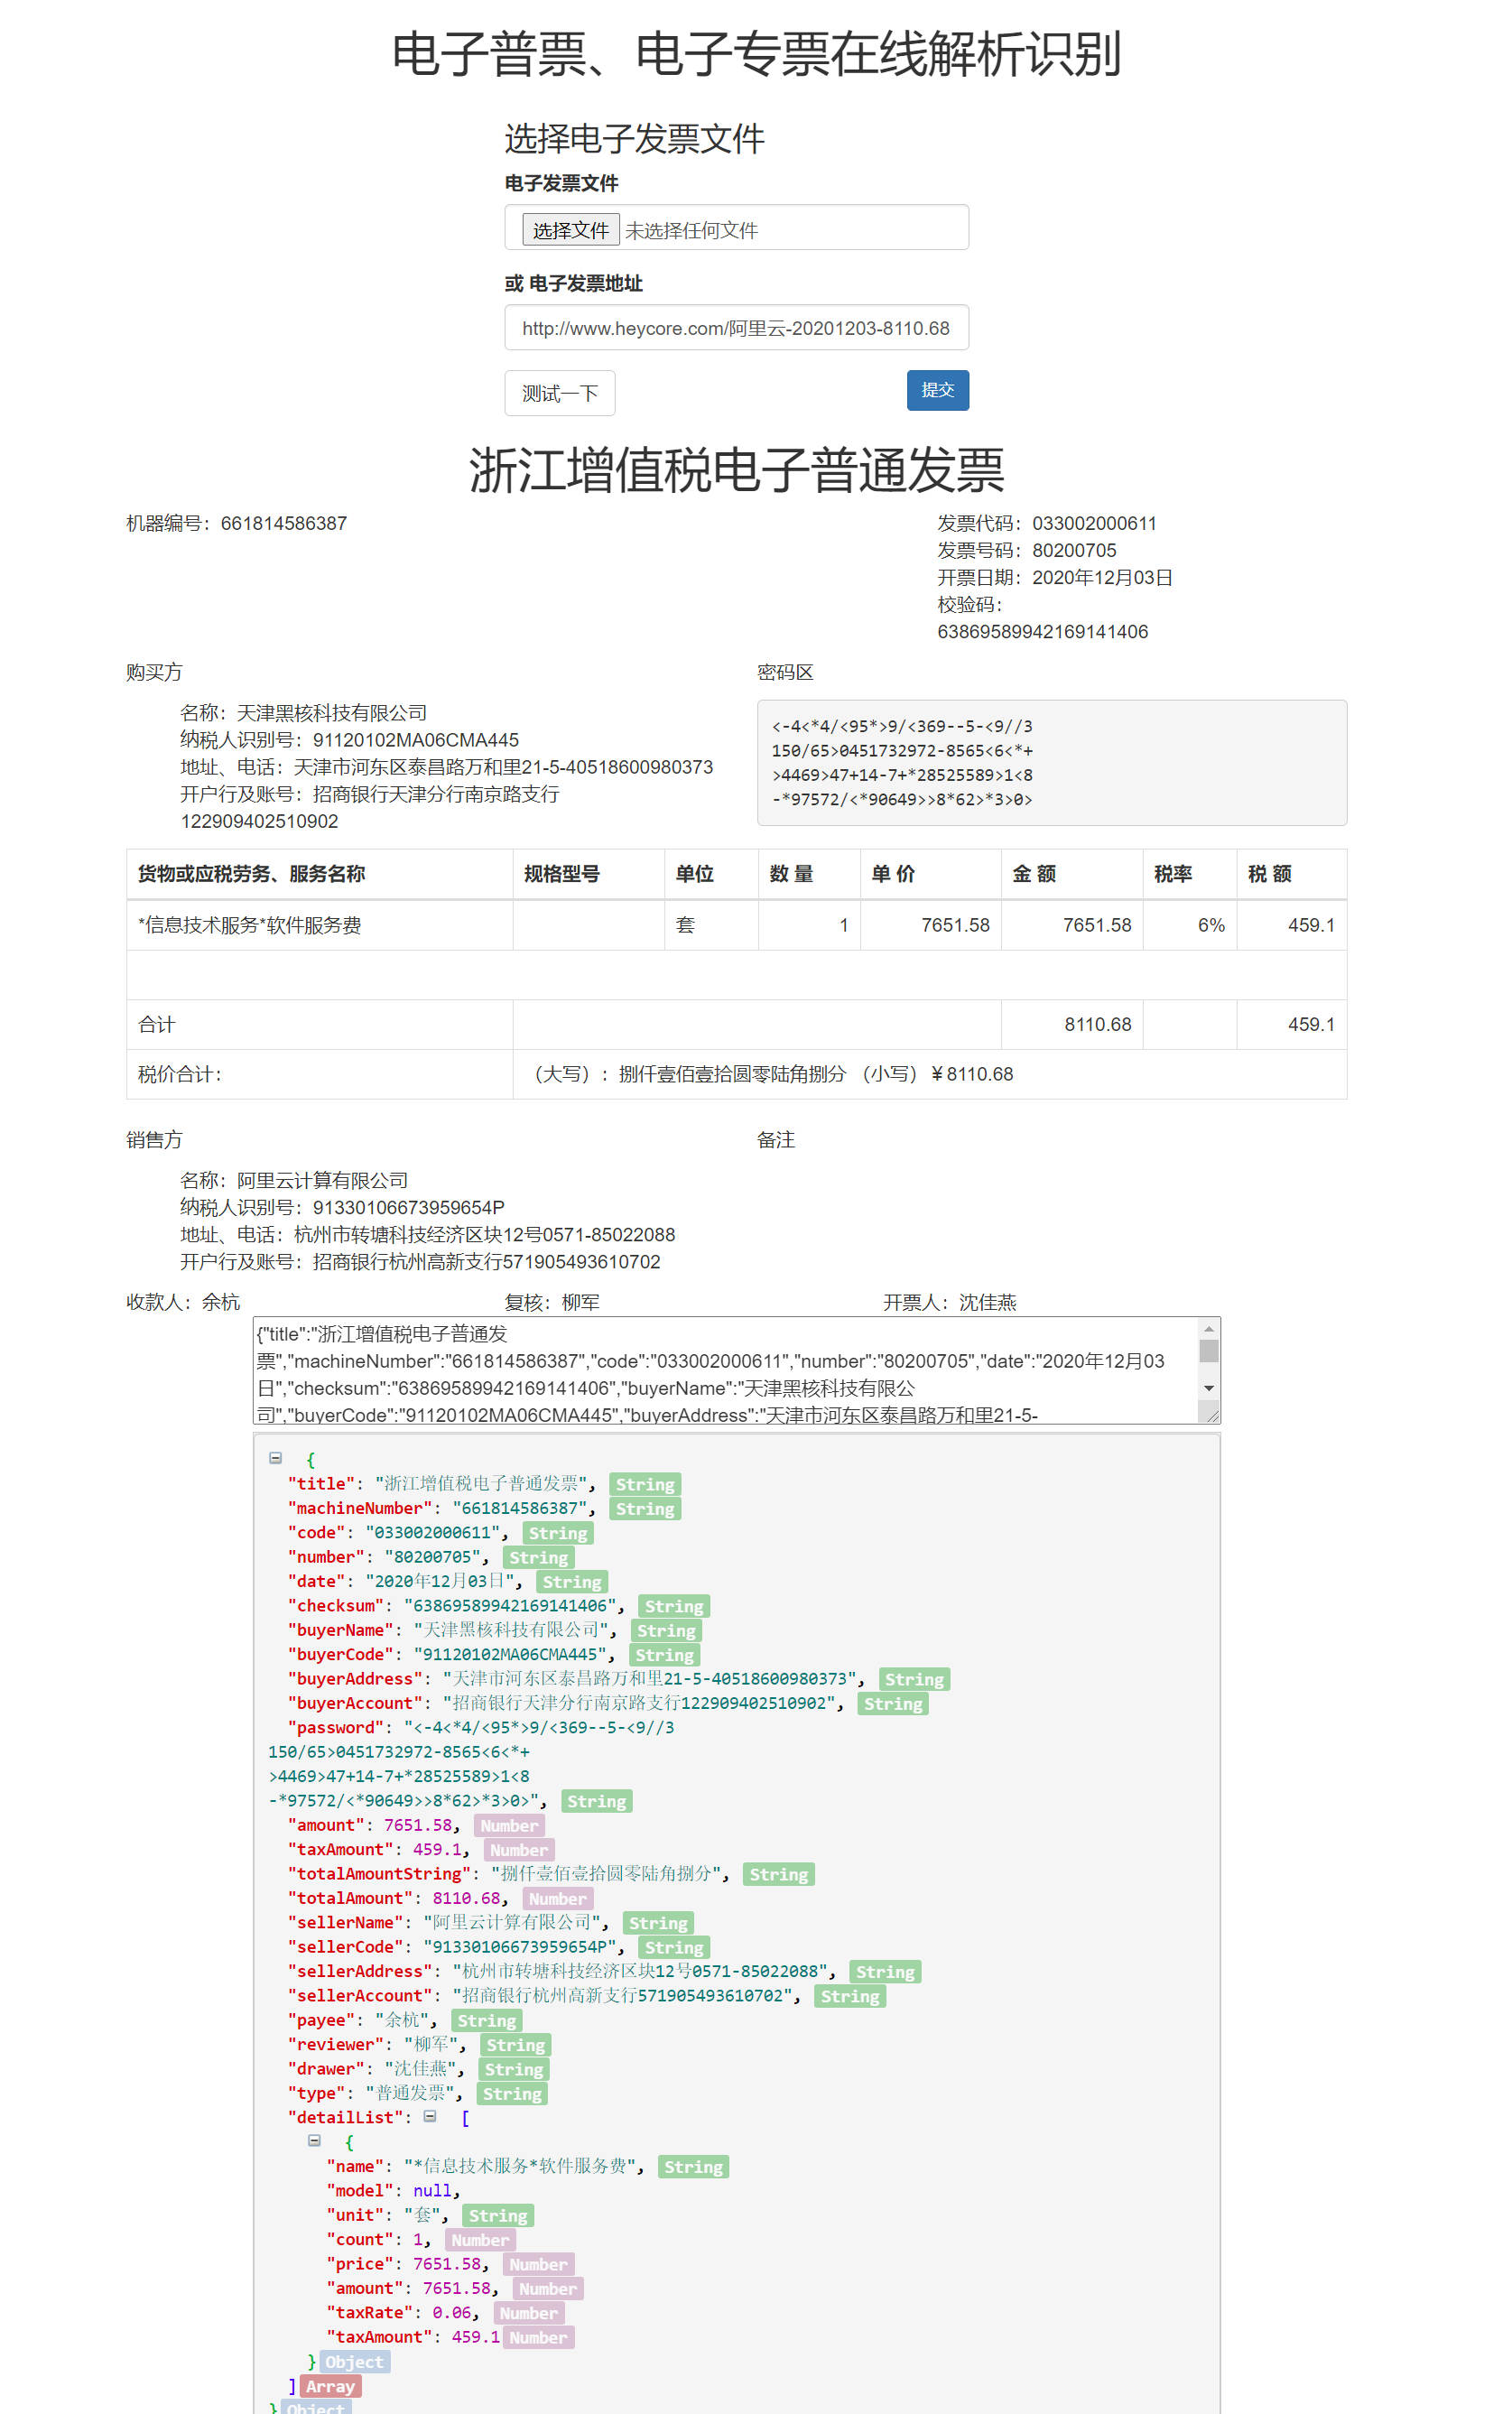 电子普票、电子专票在线解析识别
选择电子发票文件
电子发票文件
选择文件 未选择任何文件
或 电子发票地址
http://www.heycore.com/阿里云-20201203-8110.68
测试一下 提交
浙江增值税电子普通发票
机器编号：661814586387
发票代码：033002000611
发票号码：80200705
开票日期：2020年12月03日
校验码：
63869589942169141406
购买方
名称：天津黑核科技有限公司
纳税人识别号：91120102MA06CMA445
地址、电话：天津市河东区泰昌路万和里21-5-40518600980373
开户行及账号：招商银行天津分行南京路支行
122909402510902
密码区
<-4<*4/<95*>9/<369--5-<9//3
150/65>0451732972-8565<6<*+
>4469>47+14-7+*28525589>1<8
-*97572/<*90649>>8*62>*3>0>
货物或应税劳务、服务名称 规格型号 单位 数 量 单 价 金 额 税率 税 额
*信息技术服务*软件服务费 套 1 7651.58 7651.58 6% 459.1
合计 8110.68 459.1
税价合计： （大写）：捌仟壹佰壹拾圆零陆角捌分 （小写）￥8110.68
销售方
名称：阿里云计算有限公司
纳税人识别号：91330106673959654P
地址、电话：杭州市转塘科技经济区块12号0571-85022088
开户行及账号：招商银行杭州高新支行571905493610702
备注
收款人：余杭 复核：柳军 开票人：沈佳燕
{"title":"浙江增值税电子普通发
票","machineNumber":"661814586387","code":"033002000611","number":"80200705","date":"2020年12月03
日","checksum":"63869589942169141406","buyerName":"天津黑核科技有限公
司","buyerCode":"91120102MA06CMA445","buyerAddress":"天津市河东区泰昌路万和里21-5-
{
"title": "浙江增值税电子普通发票", String
"machineNumber": "661814586387", String
"code": "033002000611", String
"number": "80200705", String
"date": "2020年12月03日", String
"checksum": "63869589942169141406", String
"buyerName": "天津黑核科技有限公司", String
"buyerCode": "91120102MA06CMA445", String
"buyerAddress": "天津市河东区泰昌路万和里21-5-40518600980373", String
"buyerAccount": "招商银行天津分行南京路支行122909402510902", String
"password": "<-4<*4/<95*>9/<369--5-<9//3
150/65>0451732972-8565<6<*+
>4469>47+14-7+*28525589>1<8
-*97572/<*90649>>8*62>*3>0>", String
"amount": 7651.58, Number
"taxAmount": 459.1, Number
"totalAmountString": "捌仟壹佰壹拾圆零陆角捌分", String
"totalAmount": 8110.68, Number
"sellerName": "阿里云计算有限公司", String
"sellerCode": "91330106673959654P", String
"sellerAddress": "杭州市转塘科技经济区块12号0571-85022088", String
"sellerAccount": "招商银行杭州高新支行571905493610702", String
"payee": "余杭", String
"reviewer": "柳军", String
"drawer": "沈佳燕", String
"type": "普通发票", String
"detailList": [
{
"name": "*信息技术服务*软件服务费", String
"model": null,
"unit": "套", String
"count": 1, Number
"price": 7651.58, Number
"amount": 7651.58, Number
"taxRate": 0.06, Number
"taxAmount": 459.1 Number
} Object
] Array
} Object